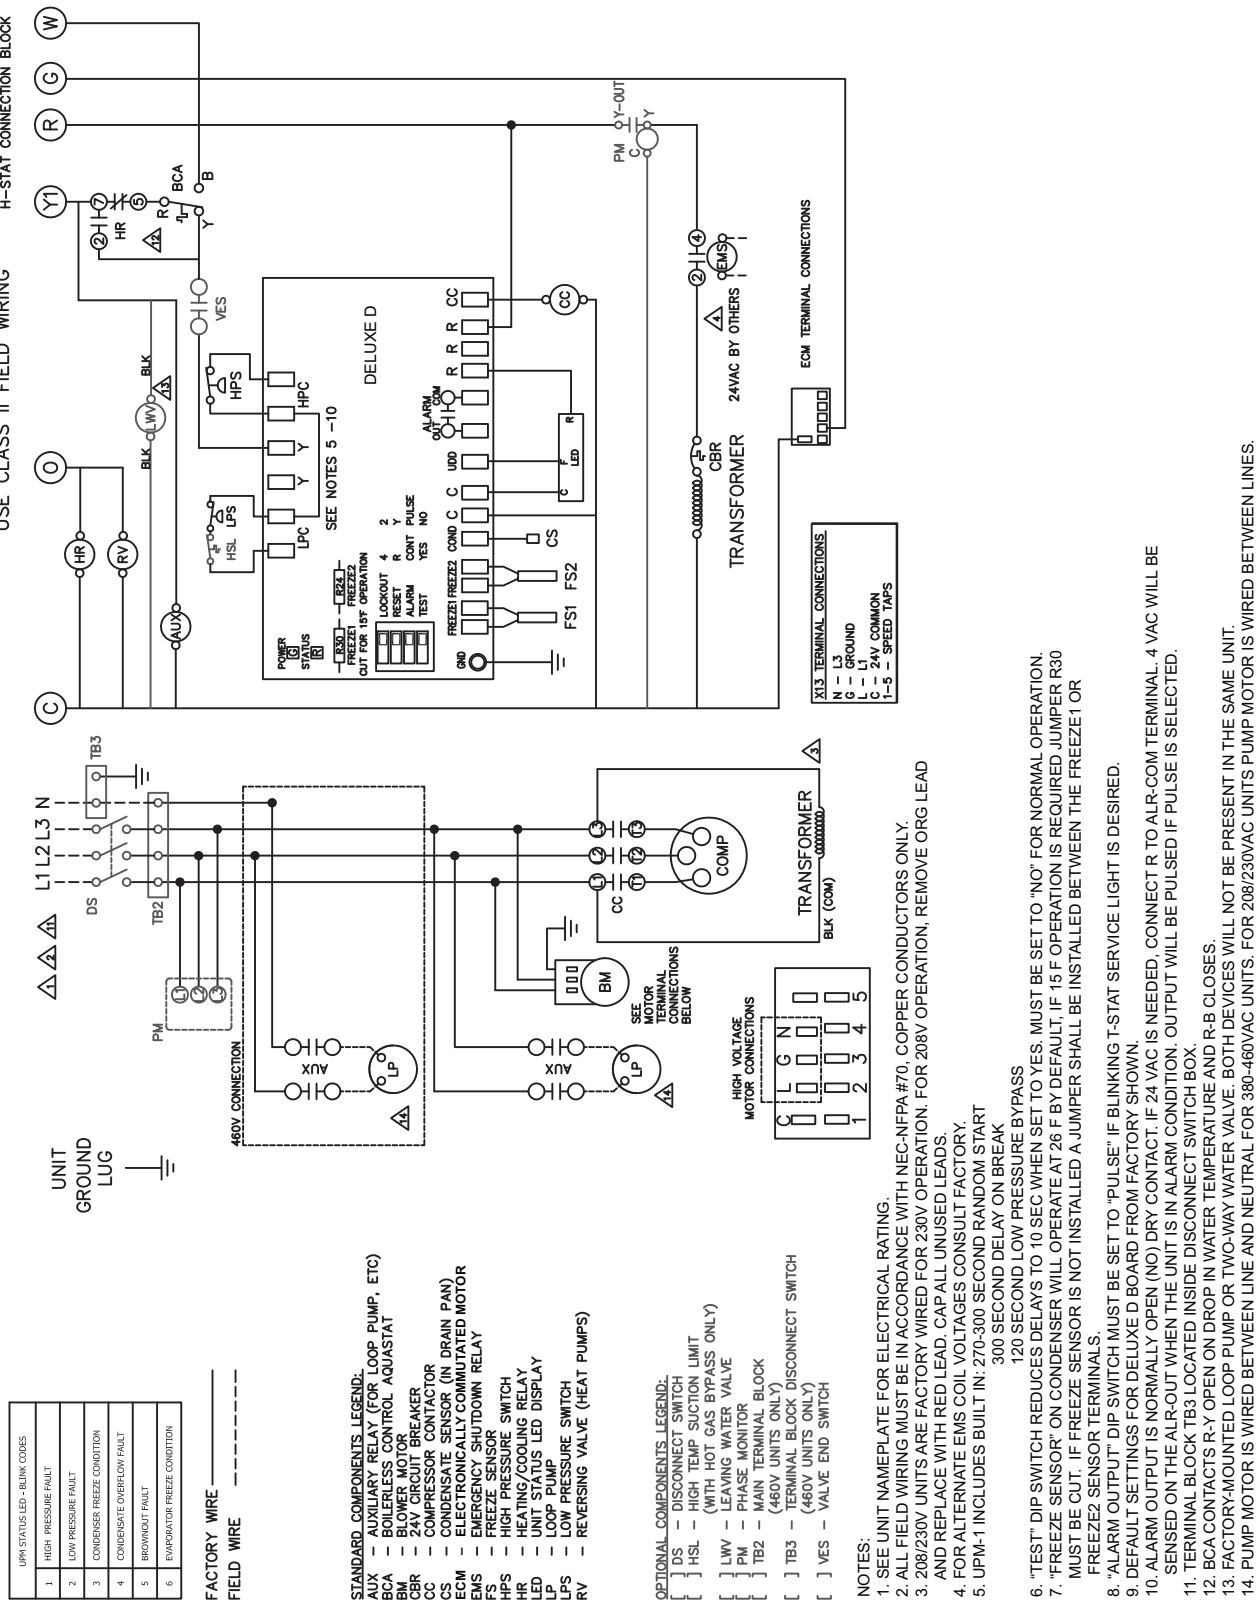 USE CLASS II FIELD WIRING
H-STAT CONNECTION BLOCK
C
O
Y1
R
G
W
HR
RV
AUX
BLK
LWV
BLK
13
2
7
5
HR
12
R
BCA
B
Y
VES
HSL
LPS
HPS
LPC
Y
Y
HPC
SEE NOTES 5 -10
DELUXE D
POWER
G
STATUS
R
R30
R24
FREEZE1
FREEZE2
CUT FOR 15°F OPERATION
LOCKOUT 4 2
RESET R Y
ALARM CONT PULSE
TEST YES NO
GND
FREEZE1
FREEZE2
COND
C
C
UDD
ALARM
OUT
COM
R
R
R
CC
FS1
FS2
CS
C
F
LED
R
CC
PM
C
Y-OUT
Y
2
4
EMS
4
24VAC BY OTHERS
CBR
TRANSFORMER
ECM TERMINAL CONNECTIONS
X13 TERMINAL CONNECTIONS
N – L3
G – GROUND
L – L1
C – 24V COMMON
1-5 – SPEED TAPS
L1 L2 L3 N
1
2
11
DS
TB3
TB2
PM
L1
L2
L3
460V CONNECTION
AUX
LP
14
AUX
LP
14
BM
SEE
MOTOR
TERMINAL
CONNECTIONS
BELOW
L1
L2
L3
CC
T1
T2
T3
COMP
TRANSFORMER
BLK (COM)
3
HIGH VOLTAGE
MOTOR CONNECTIONS
C
L G N
1 2 3 4 5
UNIT
GROUND
LUG
UPM STATUS LED - BLINK CODES
1 HIGH PRESSURE FAULT
2 LOW PRESSURE FAULT
3 CONDENSER FREEZE CONDITION
4 CONDENSATE OVERFLOW FAULT
5 BROWNOUT FAULT
6 EVAPORATOR FREEZE CONDITION
FACTORY WIRE
FIELD WIRE
STANDARD COMPONENTS LEGEND:
AUX – AUXILIARY RELAY (FOR LOOP PUMP, ETC)
BCA – BOILERLESS CONTROL AQUASTAT
BM – BLOWER MOTOR
CBR – 24V CIRCUIT BREAKER
CC – COMPRESSOR CONTACTOR
CS – CONDENSATE SENSOR (IN DRAIN PAN)
ECM – ELECTRONICALLY COMMUTATED MOTOR
EMS – EMERGENCY SHUTDOWN RELAY
FS – FREEZE SENSOR
HPS – HIGH PRESSURE SWITCH
HR – HEATING/COOLING RELAY
LED – UNIT STATUS LED DISPLAY
LP – LOOP PUMP
LPS – LOW PRESSURE SWITCH
RV – REVERSING VALVE (HEAT PUMPS)
OPTIONAL COMPONENTS LEGEND:
[ ] DS – DISCONNECT SWITCH
[ ] HSL – HIGH TEMP SUCTION LIMIT
(WITH HOT GAS BYPASS ONLY)
[ ] LWV – LEAVING WATER VALVE
[ ] PM – PHASE MONITOR
[ ] TB2 – MAIN TERMINAL BLOCK
(460V UNITS ONLY)
[ ] TB3 – TERMINAL BLOCK DISCONNECT SWITCH
(460V UNITS ONLY)
[ ] VES – VALVE END SWITCH
NOTES:
1. SEE UNIT NAMEPLATE FOR ELECTRICAL RATING.
2. ALL FIELD WIRING MUST BE IN ACCORDANCE WITH NEC-NFPA #70, COPPER CONDUCTORS ONLY.
3. 208/230V UNITS ARE FACTORY WIRED FOR 230V OPERATION. FOR 208V OPERATION, REMOVE ORG LEAD
AND REPLACE WITH RED LEAD. CAP ALL UNUSED LEADS.
4. FOR ALTERNATE EMS COIL VOLTAGES CONSULT FACTORY.
5. UPM-1 INCLUDES BUILT IN: 270-300 SECOND RANDOM START
300 SECOND DELAY ON BREAK
120 SECOND LOW PRESSURE BYPASS
6. “TEST” DIP SWITCH REDUCES DELAYS TO 10 SEC WHEN SET TO YES. MUST BE SET TO “NO” FOR NORMAL OPERATION.
7. “FREEZE SENSOR” ON CONDENSER WILL OPERATE AT 26 F BY DEFAULT, IF 15 F OPERATION IS REQUIRED JUMPER R30
MUST BE CUT. IF FREEZE SENSOR IS NOT INSTALLED A JUMPER SHALL BE INSTALLED BETWEEN THE FREEZE1 OR
FREEZE2 SENSOR TERMINALS.
8. “ALARM OUTPUT” DIP SWITCH MUST BE SET TO “PULSE” IF BLINKING T-STAT SERVICE LIGHT IS DESIRED.
9. DEFAULT SETTINGS FOR DELUXE D BOARD FROM FACTORY SHOWN.
10. ALARM OUTPUT IS NORMALLY OPEN (NO) DRY CONTACT. IF 24 VAC IS NEEDED, CONNECT R TO ALR-COM TERMINAL. 4 VAC WILL BE
SENSED ON THE ALR-OUT WHEN THE UNIT IS IN ALARM CONDITION. OUTPUT WILL BE PULSED IF PULSE IS SELECTED.
11. TERMINAL BLOCK TB3 LOCATED INSIDE DISCONNECT SWITCH BOX.
12. BCA CONTACTS R-Y OPEN ON DROP IN WATER TEMPERATURE AND R-B CLOSES.
13. FACTORY-MOUNTED LOOP PUMP OR TWO-WAY WATER VALVE. BOTH DEVICES WILL NOT BE PRESENT IN THE SAME UNIT.
14. PUMP MOTOR IS WIRED BETWEEN LINE AND NEUTRAL FOR 380-460VAC UNITS. FOR 208/230VAC UNITS PUMP MOTOR IS WIRED BETWEEN LINES.